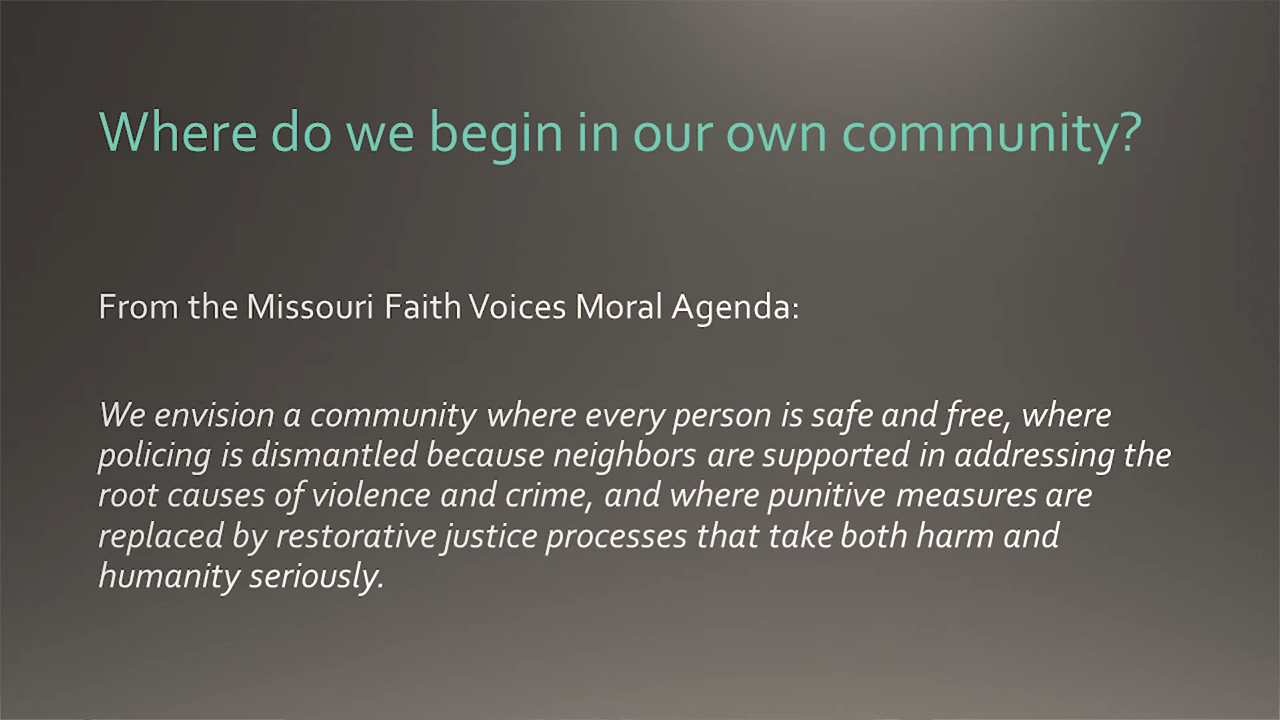 Where do we begin in our own community?
From the Missouri Faith Voices Moral Agenda:
We envision a community where every person is safe and free, where
policing is dismantled because neighbors are supported in addressing the
root causes of violence and crime, and where punitive measures are
replaced by restorative justice processes that take both harm and
humanity seriously.